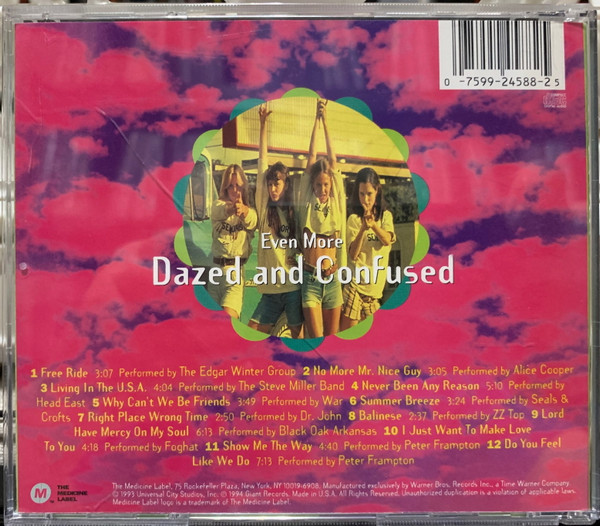 0 -7599-24588-2 5
Even More
Dazed and Confused
1 Free Ride 3:07 Performed by The Edgar Winter Group 2 No More Mr. Nice Guy 3:05 Performed by Alice Cooper
3 Living In The U.S.A. 4:04 Performed by The Steve Miller Band 4 Never Been Any Reason 5:10 Performed by
Head East 5 Why Can't We Be Friends 3:49 Performed by War 6 Summer Breeze 3:24 Performed by Seals &
Crofts 7 Right Place Wrong Time 2:50 Performed by Dr. John 8 Balinese 2:37 Performed by ZZ Top 9 Lord
Have Mercy On My Soul 6:13 Performed by Black Oak Arkansas 10 I Just Want To Make Love
To You 4:18 Performed by Foghat 11 Show Me The Way 4:40 Performed by Peter Frampton 12 Do You Feel
Like We Do 7:13 Performed by Peter Frampton
M THE
MEDICINE
LABEL
The Medicine Label, 75 Rockefeller Plaza, New York, NY 10019-6908. Manufactured exclusively by Warner Bros. Records Inc., a Time Warner Company.
© 1993 Universal City Studios, Inc. © 1994 Giant Records. Made in U.S.A. All Rights Reserved. Unauthorized duplication is a violation of applicable laws.
Medicine Label logo is a trademark of The Medicine Label.